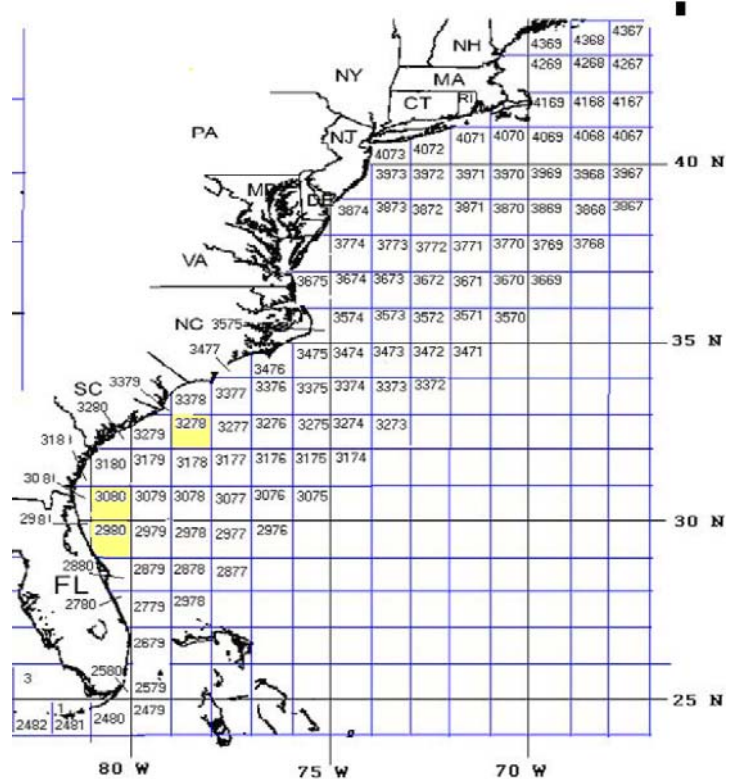 4367
NH 4369 4368
4269 4268 4267
NY MA
CT RI 4169 4168 4167
PA NJ 4071 4070 4069 4068 4067
4073 4072 40 N
3973 3972 3971 3970 3969 3968 3967
MD DE
3874 3873 3872 3871 3870 3869 3868 3867
3774 3773 3772 3771 3770 3769 3768
VA
3675 3674 3673 3672 3671 3670 3669
NC 3575 3574 3573 3572 3571 3570
35 N
3477 3475 3474 3473 3472 3471
3476
SC 3379 3378 3377 3376 3375 3374 3373 3372
3280 3279 3278 3277 3276 3275 3274 3273
3181 3180 3179 3178 3177 3176 3175 3174
3081 3080 3079 3078 3077 3076 3075
2981 30 N
2980 2979 2978 2977 2976
2880 2879 2878 2877
FL
2780 2779 2978
2679
2580
3 2579
25 N
1 2480 2479
2482 2481
80 W 75 W 70 W